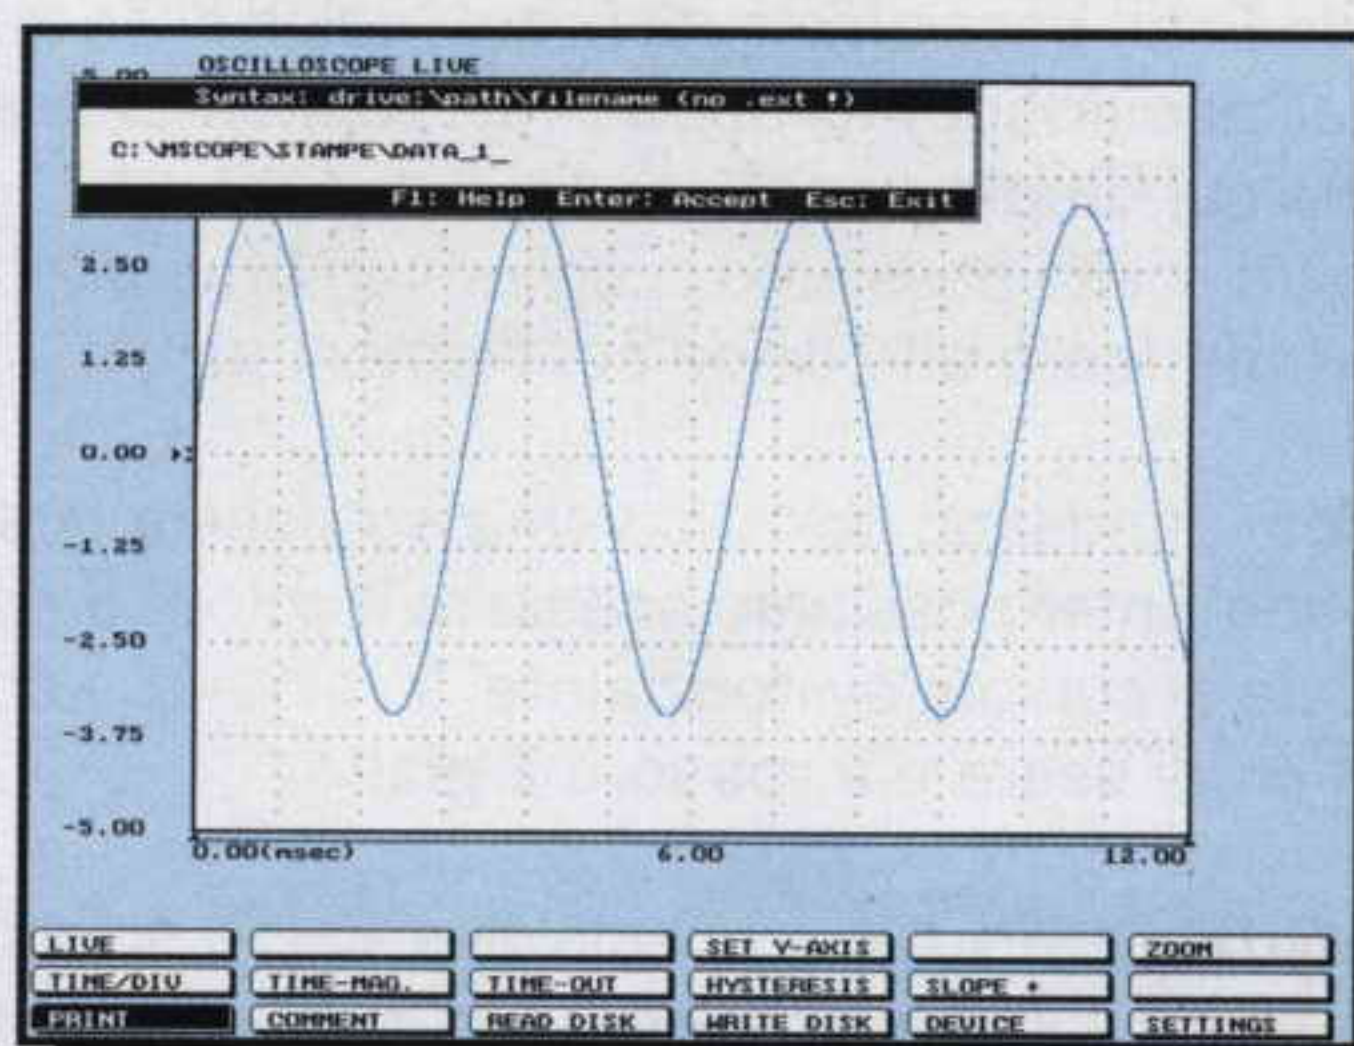 OSCILLOSCOPE LIVE
5.00
Syntax: drive:\path\filename (no .ext !)
C:\MSCOPE\STAMPE\DATA_1_
F1: Help Enter: Accept Esc: Exit
2.50
1.25
0.00
-1.25
-2.50
-3.75
-5.00
0.00(msec) 6.00 12.00
LIVE SET V-AXIS ZOOM
TIME/DIV TIME-MAG. TIME-OUT HYSTERESIS SLOPE +
PRINT COMMENT READ DISK WRITE DISK DEVICE SETTINGS